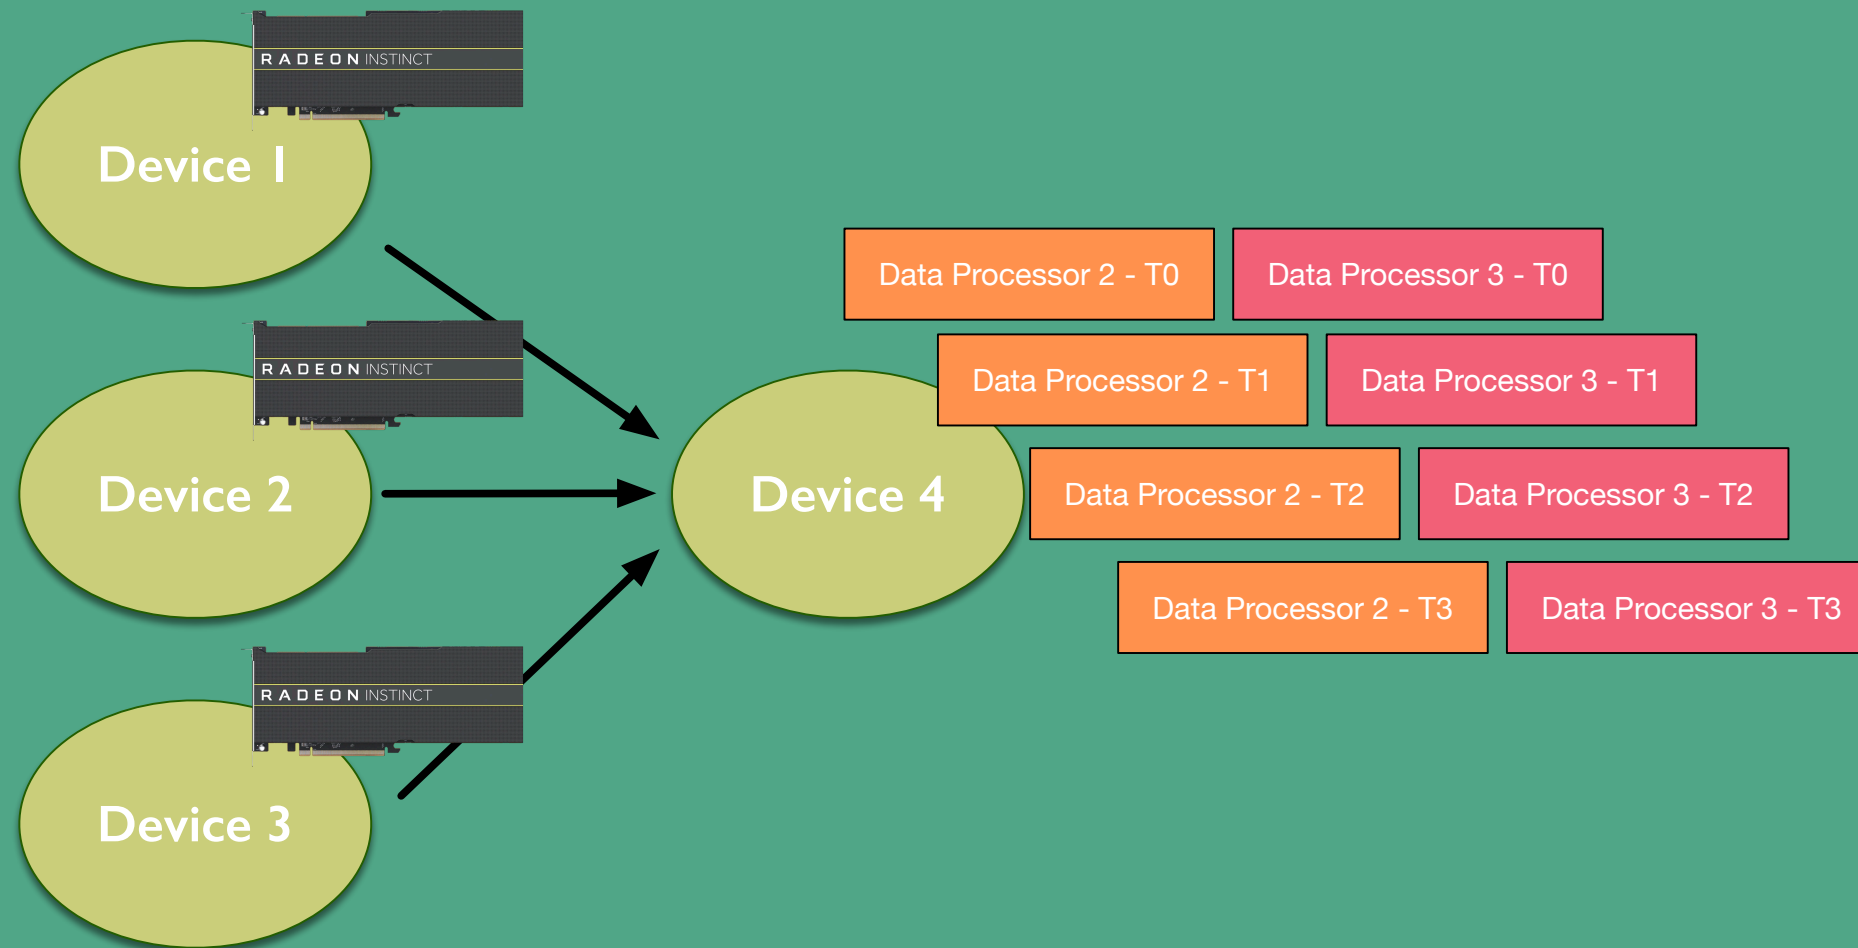 RADEON INSTINCT
Device 1
Data Processor 2 - T0
Data Processor 3 - T0
RADEON INSTINCT
Data Processor 2 - T1
Data Processor 3 - T1
Device 2
Device 4
Data Processor 2 - T2
Data Processor 3 - T2
Data Processor 2 - T3
Data Processor 3 - T3
RADEON INSTINCT
Device 3